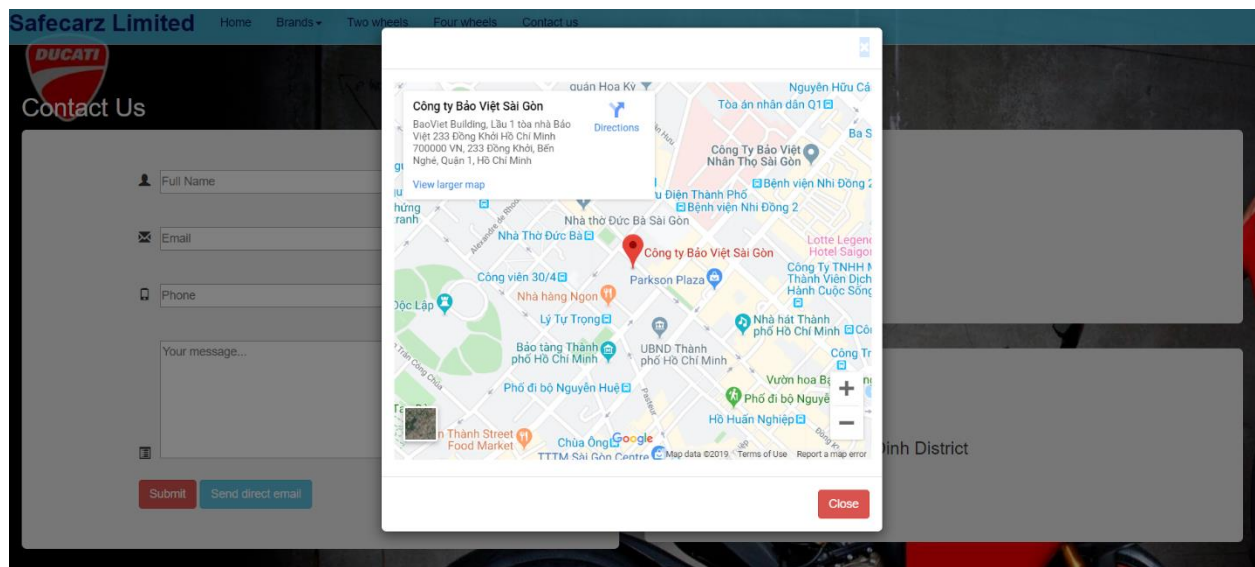 Safecarz Limited
Home
Brands
Two wheels
Four wheels
Contact us
DUCATI
Contact Us
Full Name
Email
Phone
Your message...
Submit
Send direct email
×
Công ty Bảo Việt Sài Gòn
BaoViet Building, Lầu 1 tòa nhà Bảo
Việt 233 Đồng Khởi Hồ Chí Minh
700000 VN, 233 Đồng Khởi, Bến
Nghé, Quận 1, Hồ Chí Minh
Directions
View larger map
quán Hoa Kỳ
Nguyễn Hữu Cả
Tòa án nhân dân Q1
Ba S
Công Ty Bảo Việt
Nhân Thọ Sài Gòn
Bệnh viện Nhi Đồng 2
u Điện Thành Phố
Bệnh viện Nhi Đồng 2
Nhà thờ Đức Bà Sài Gòn
Nhà Thờ Đức Bà
Công ty Bảo Việt Sài Gòn
Lotte Legen
Hotel Saigo
Công viên 30/4
Parkson Plaza
Công Ty TNHH M
Thành Viên Dịch
Hành Cuộc Sống
Độc Lập
Nhà hàng Ngon
Lý Tự Trọng
Nhà hát Thành
phố Hồ Chí Minh
Bảo tàng Thành
phố Hồ Chí Minh
UBND Thành
phố Hồ Chí Minh
Công Tr
Phố đi bộ Nguyễn Huệ
Pasteur
Vườn hoa
Phố đi bộ Nguyễ
Hồ Huấn Nghiệp
n Thành Street
Food Market
Chùa Ông
Google
TTTM Sài Gòn Centre
Map data ©2019
Terms of Use
Report a map error
+
−
Close
Dinh District